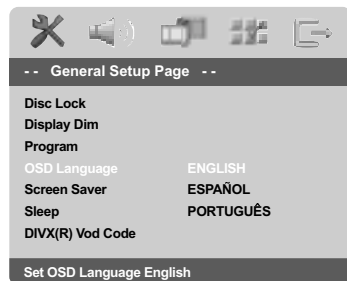 -- General Setup Page --
Disc Lock
Display Dim
Program
OSD Language ENGLISH
Screen Saver ESPAÑOL
Sleep PORTUGUÊS
DIVX(R) Vod Code
Set OSD Language English